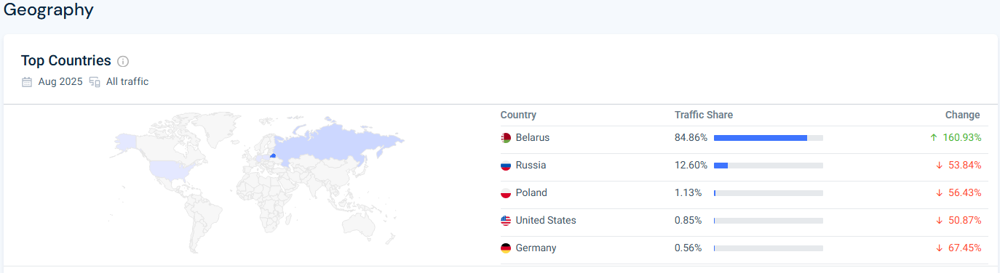 Geography
Top Countries
Aug 2025 All traffic
Country Traffic Share Change
Belarus 84.86% ↑ 160.93%
Russia 12.60% ↓ 53.84%
Poland 1.13% ↓ 56.43%
United States 0.85% ↓ 50.87%
Germany 0.56% ↓ 67.45%